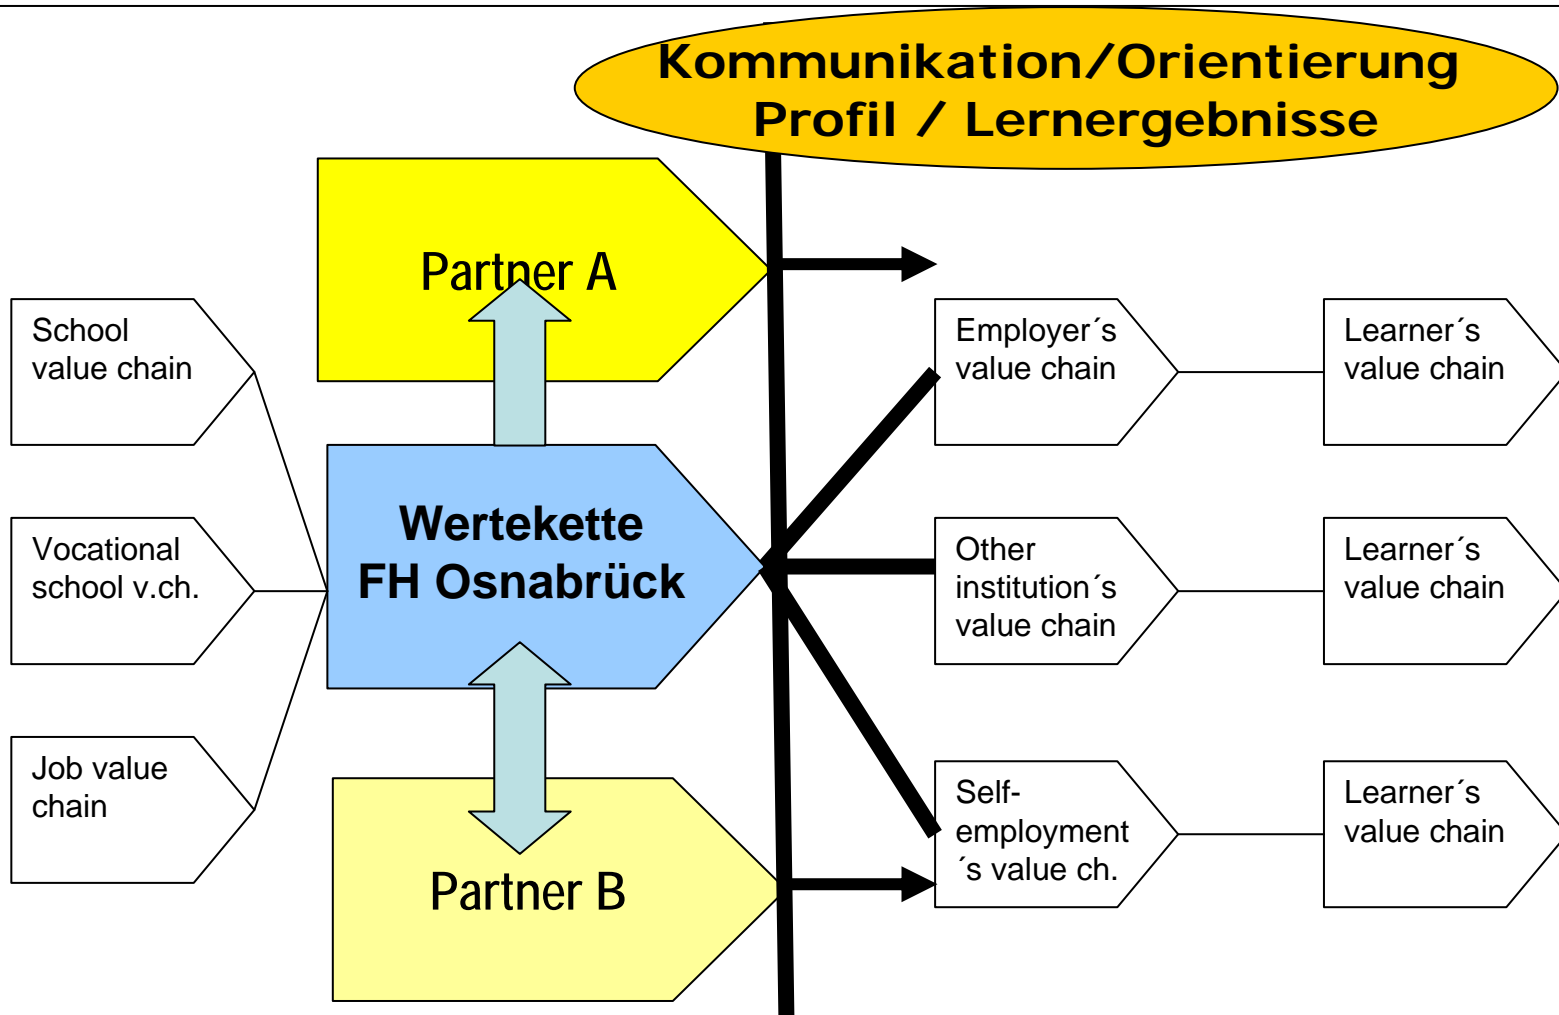 Kommunikation/Orientierung
Profil / Lernergebnisse
Partner A
School
value chain
Employer´s
value chain
Learner´s
value chain
Wertekette
FH Osnabrück
Vocational
school v.ch.
Other
institution´s
value chain
Learner´s
value chain
Job value
chain
Self-
employment
´s value ch.
Learner´s
value chain
Partner B